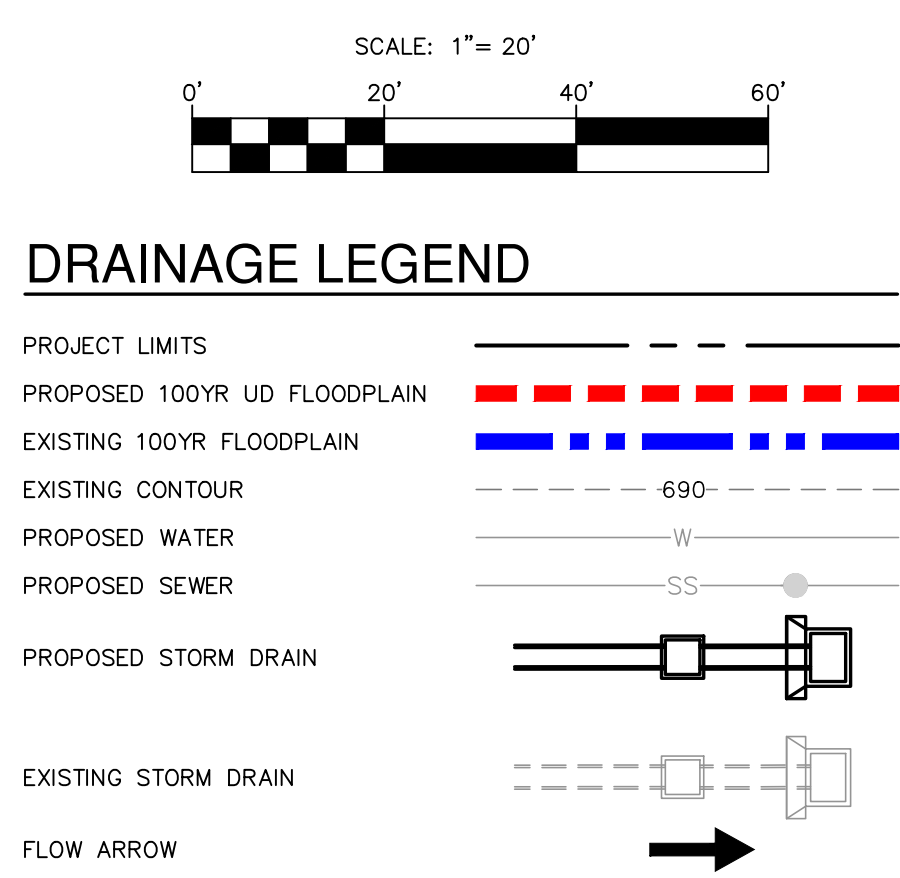 SCALE: 1"= 20'
0' 20' 40' 60'
DRAINAGE LEGEND
PROJECT LIMITS
PROPOSED 100YR UD FLOODPLAIN
EXISTING 100YR FLOODPLAIN
EXISTING CONTOUR 690
PROPOSED WATER W
PROPOSED SEWER SS
PROPOSED STORM DRAIN
EXISTING STORM DRAIN
FLOW ARROW